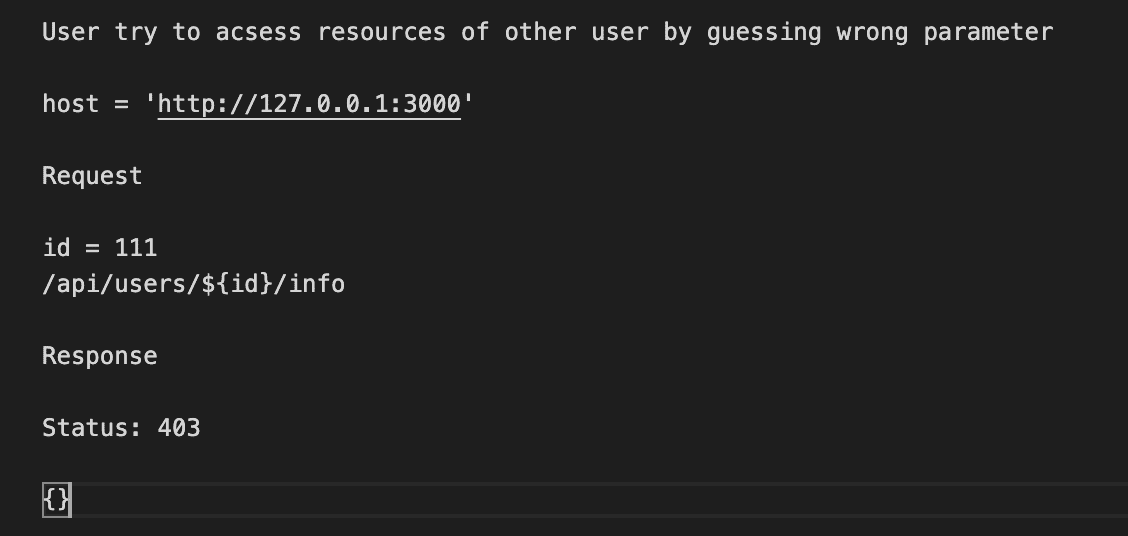 User try to acsess resources of other user by guessing wrong parameter
host = 'http://127.0.0.1:3000'
Request
id = 111
/api/users/${id}/info
Response
Status: 403
{}